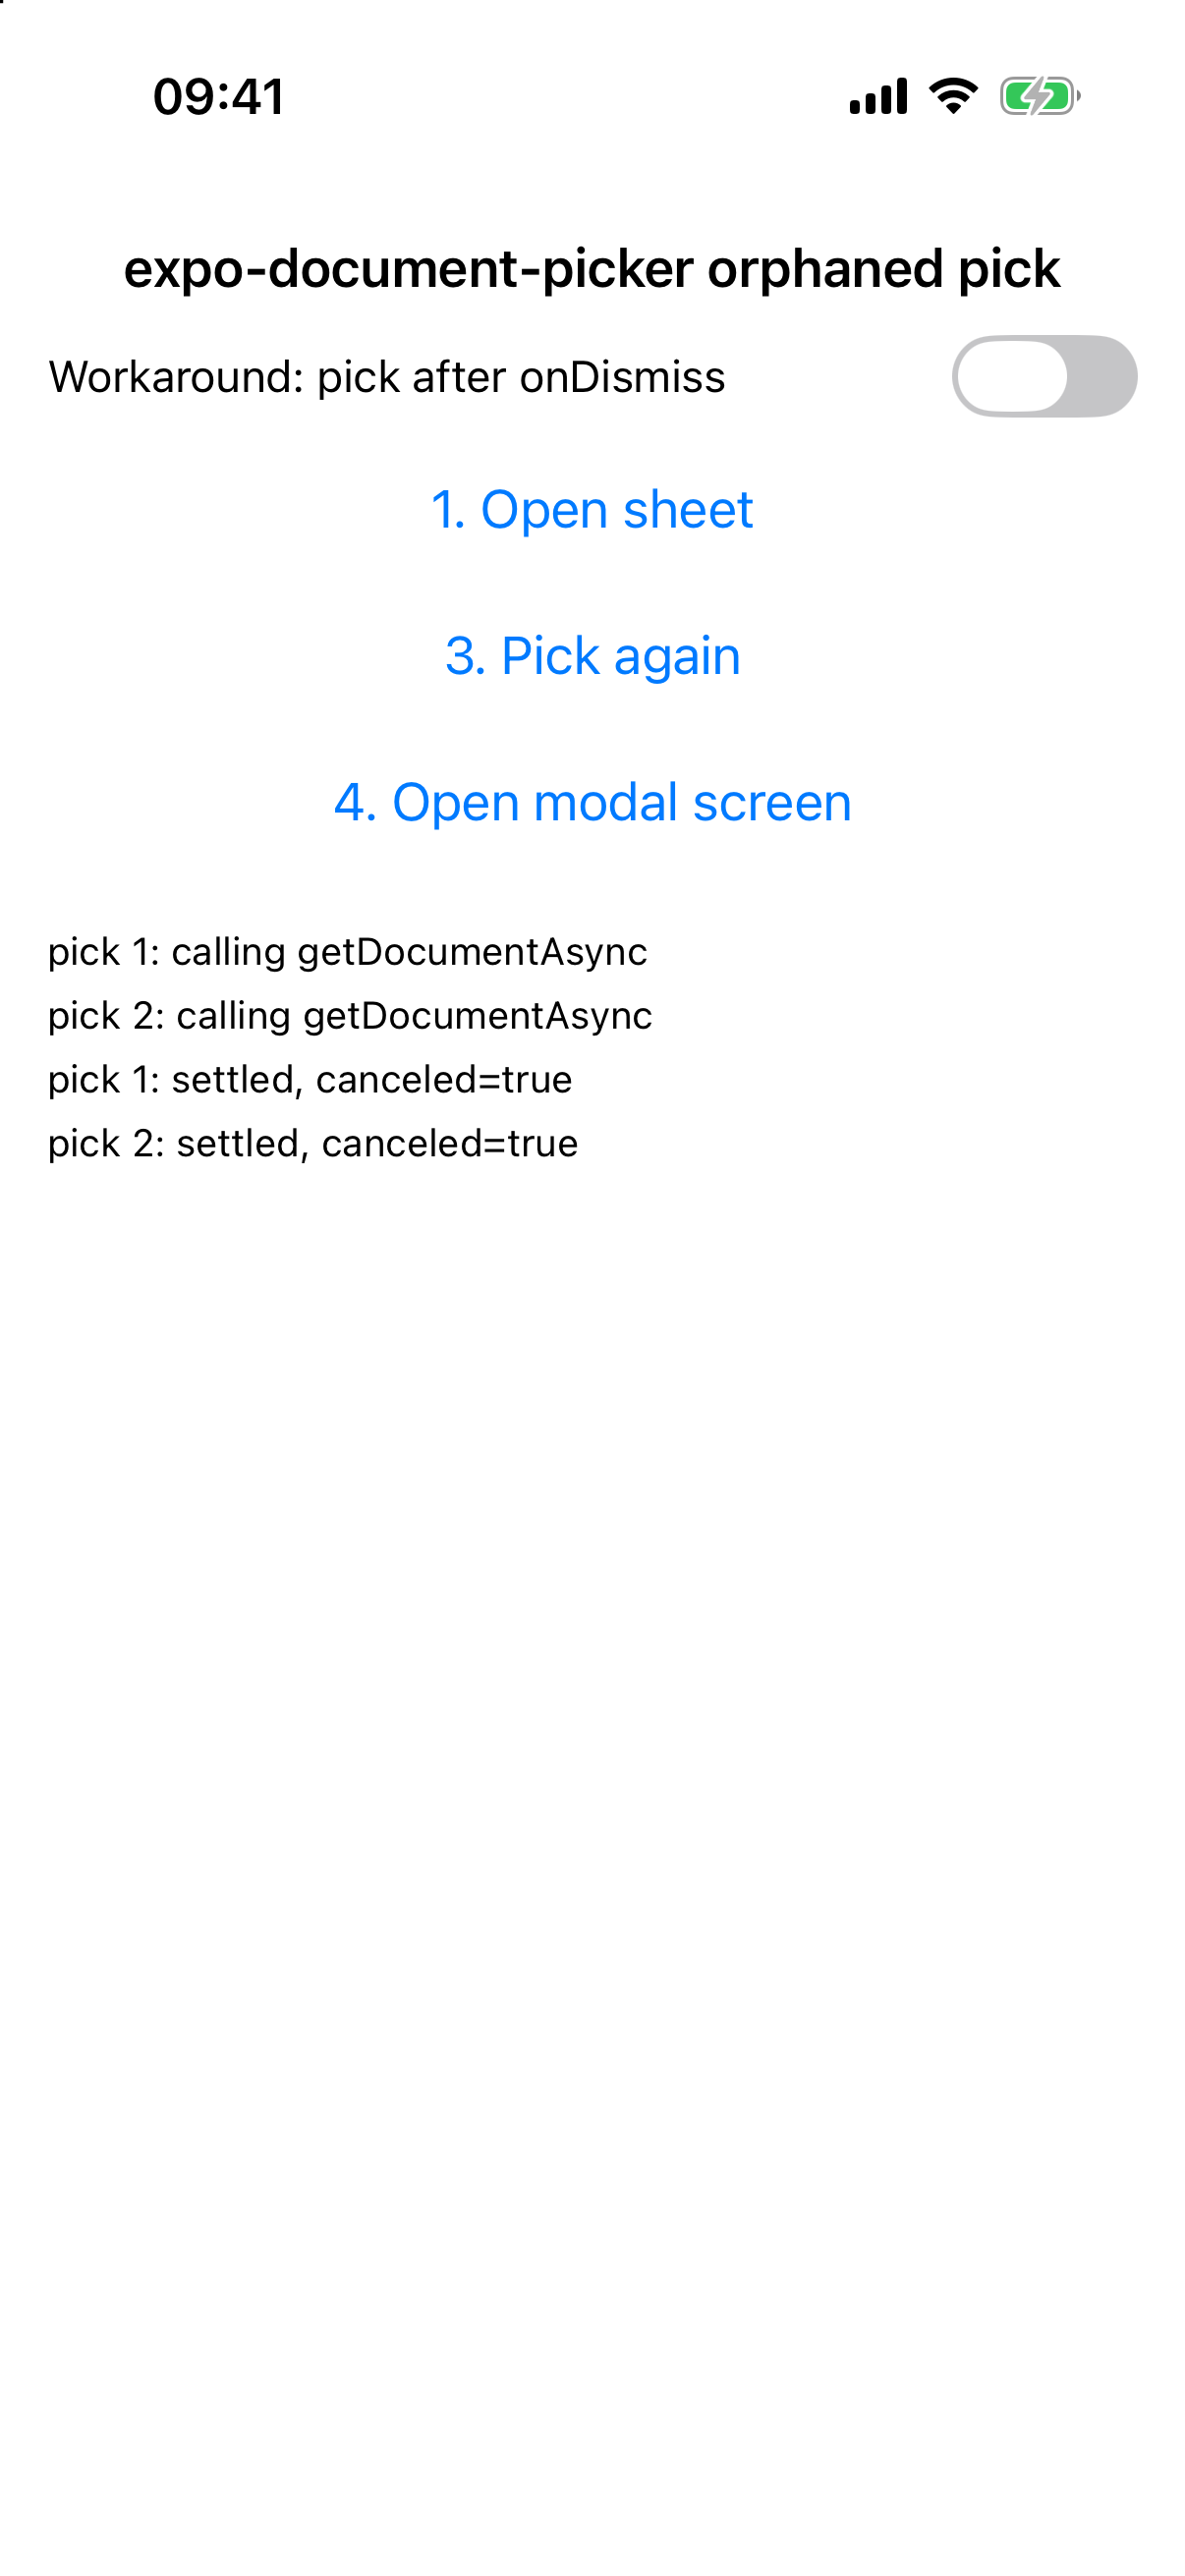 09:41
expo-document-picker orphaned pick
Workaround: pick after onDismiss
1. Open sheet
3. Pick again
4. Open modal screen
pick 1: calling getDocumentAsync
pick 2: calling getDocumentAsync
pick 1: settled, canceled=true
pick 2: settled, canceled=true